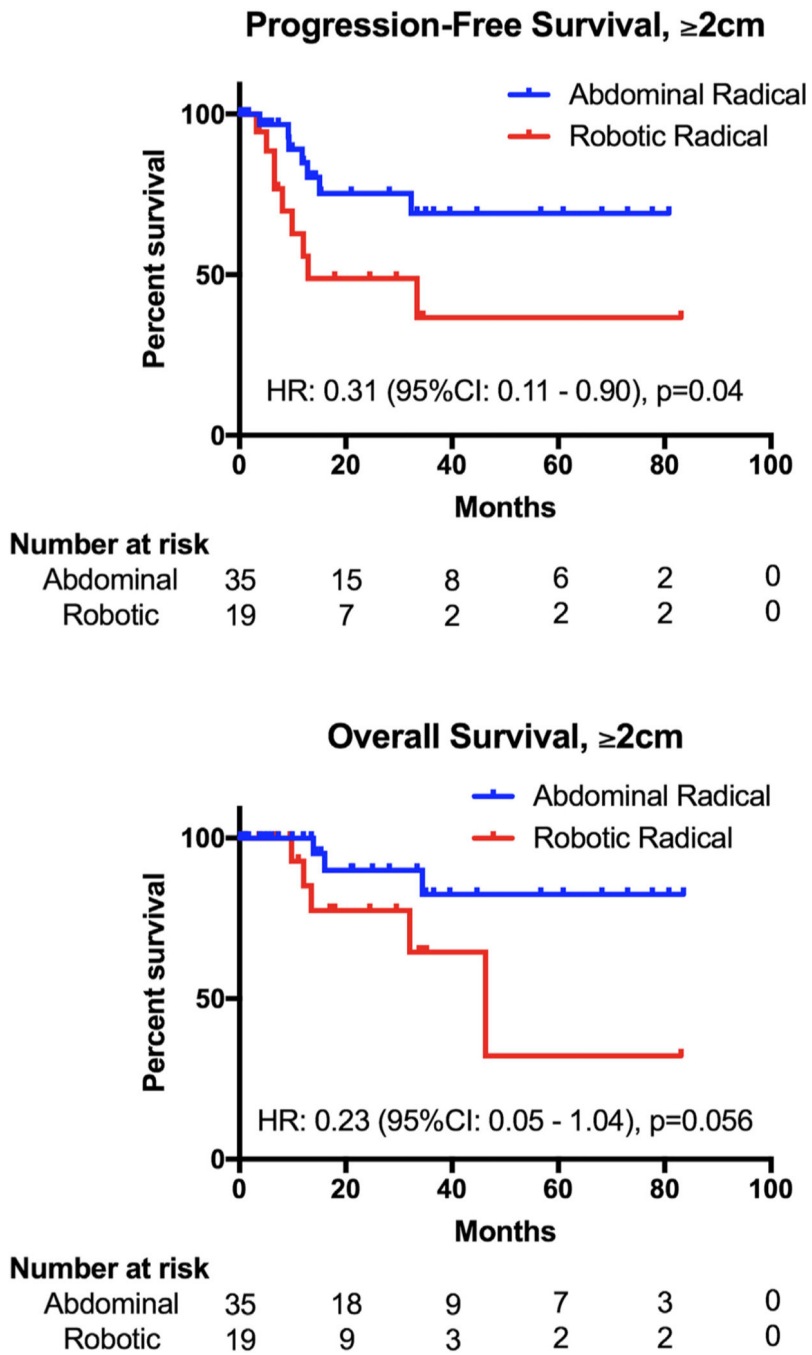 Progression-Free Survival, ≥2cm
Abdominal Radical
Robotic Radical
Percent survival
100
50
0
HR: 0.31 (95%CI: 0.11 - 0.90), p=0.04
0 20 40 60 80 100
Months
Number at risk
Abdominal 35 15 8 6 2 0
Robotic 19 7 2 2 2 0
Overall Survival, ≥2cm
Abdominal Radical
Robotic Radical
Percent survival
100
50
0
HR: 0.23 (95%CI: 0.05 - 1.04), p=0.056
0 20 40 60 80 100
Months
Number at risk
Abdominal 35 18 9 7 3 0
Robotic 19 9 3 2 2 0